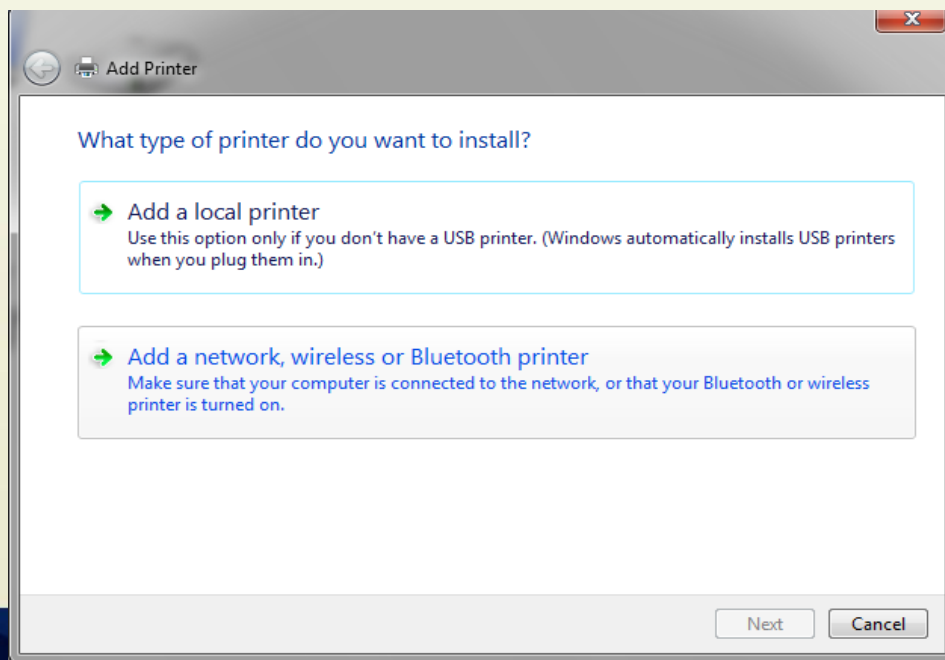 Add Printer
What type of printer do you want to install?
Add a local printer
Use this option only if you don't have a USB printer. (Windows automatically installs USB printers
when you plug them in.)
Add a network, wireless or Bluetooth printer
Make sure that your computer is connected to the network, or that your Bluetooth or wireless
printer is turned on.
Next
Cancel